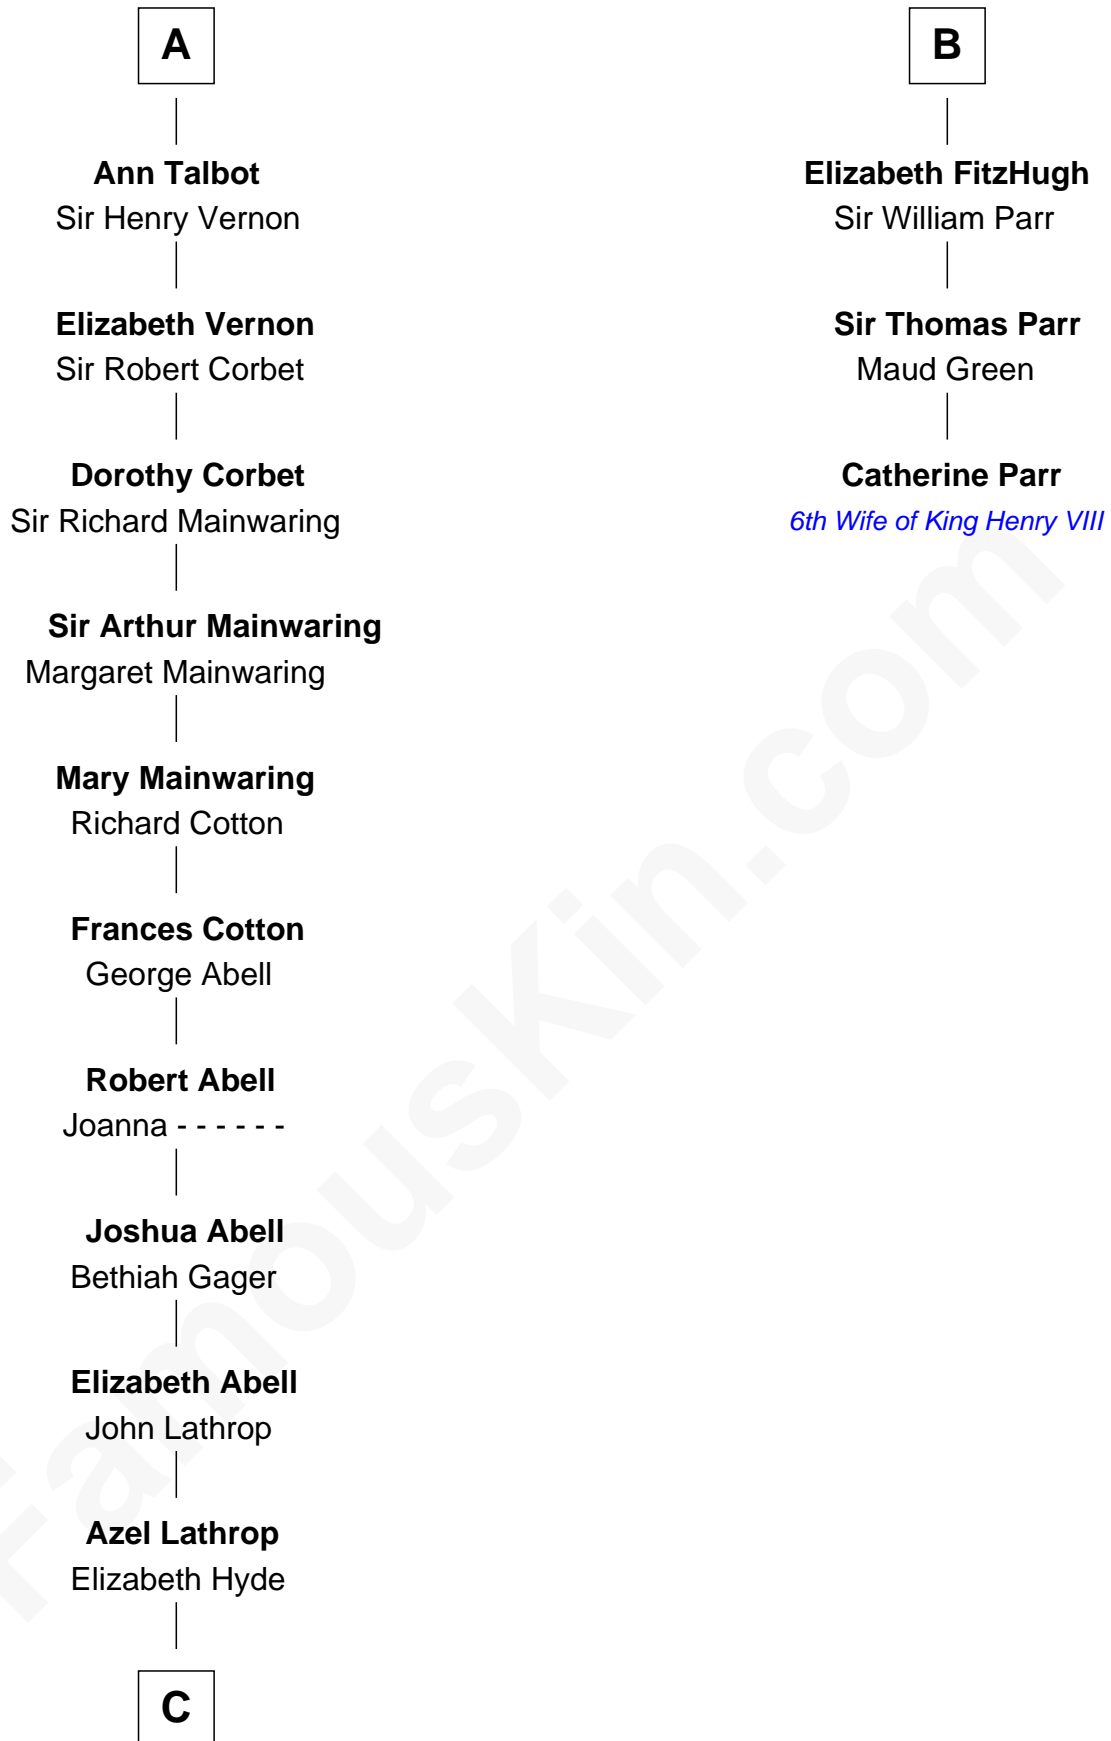 A
Ann Talbot
Sir Henry Vernon
Elizabeth Vernon
Sir Robert Corbet
Dorothy Corbet
Sir Richard Mainwaring
Sir Arthur Mainwaring
Margaret Mainwaring
Mary Mainwaring
Richard Cotton
Frances Cotton
George Abell
Robert Abell
Joanna - - - - - -
Joshua Abell
Bethiah Gager
Elizabeth Abell
John Lathrop
Azel Lathrop
Elizabeth Hyde
C
B
Elizabeth FitzHugh
Sir William Parr
Sir Thomas Parr
Maud Green
Catherine Parr
6th Wife of King Henry VIII
FamousKin.com